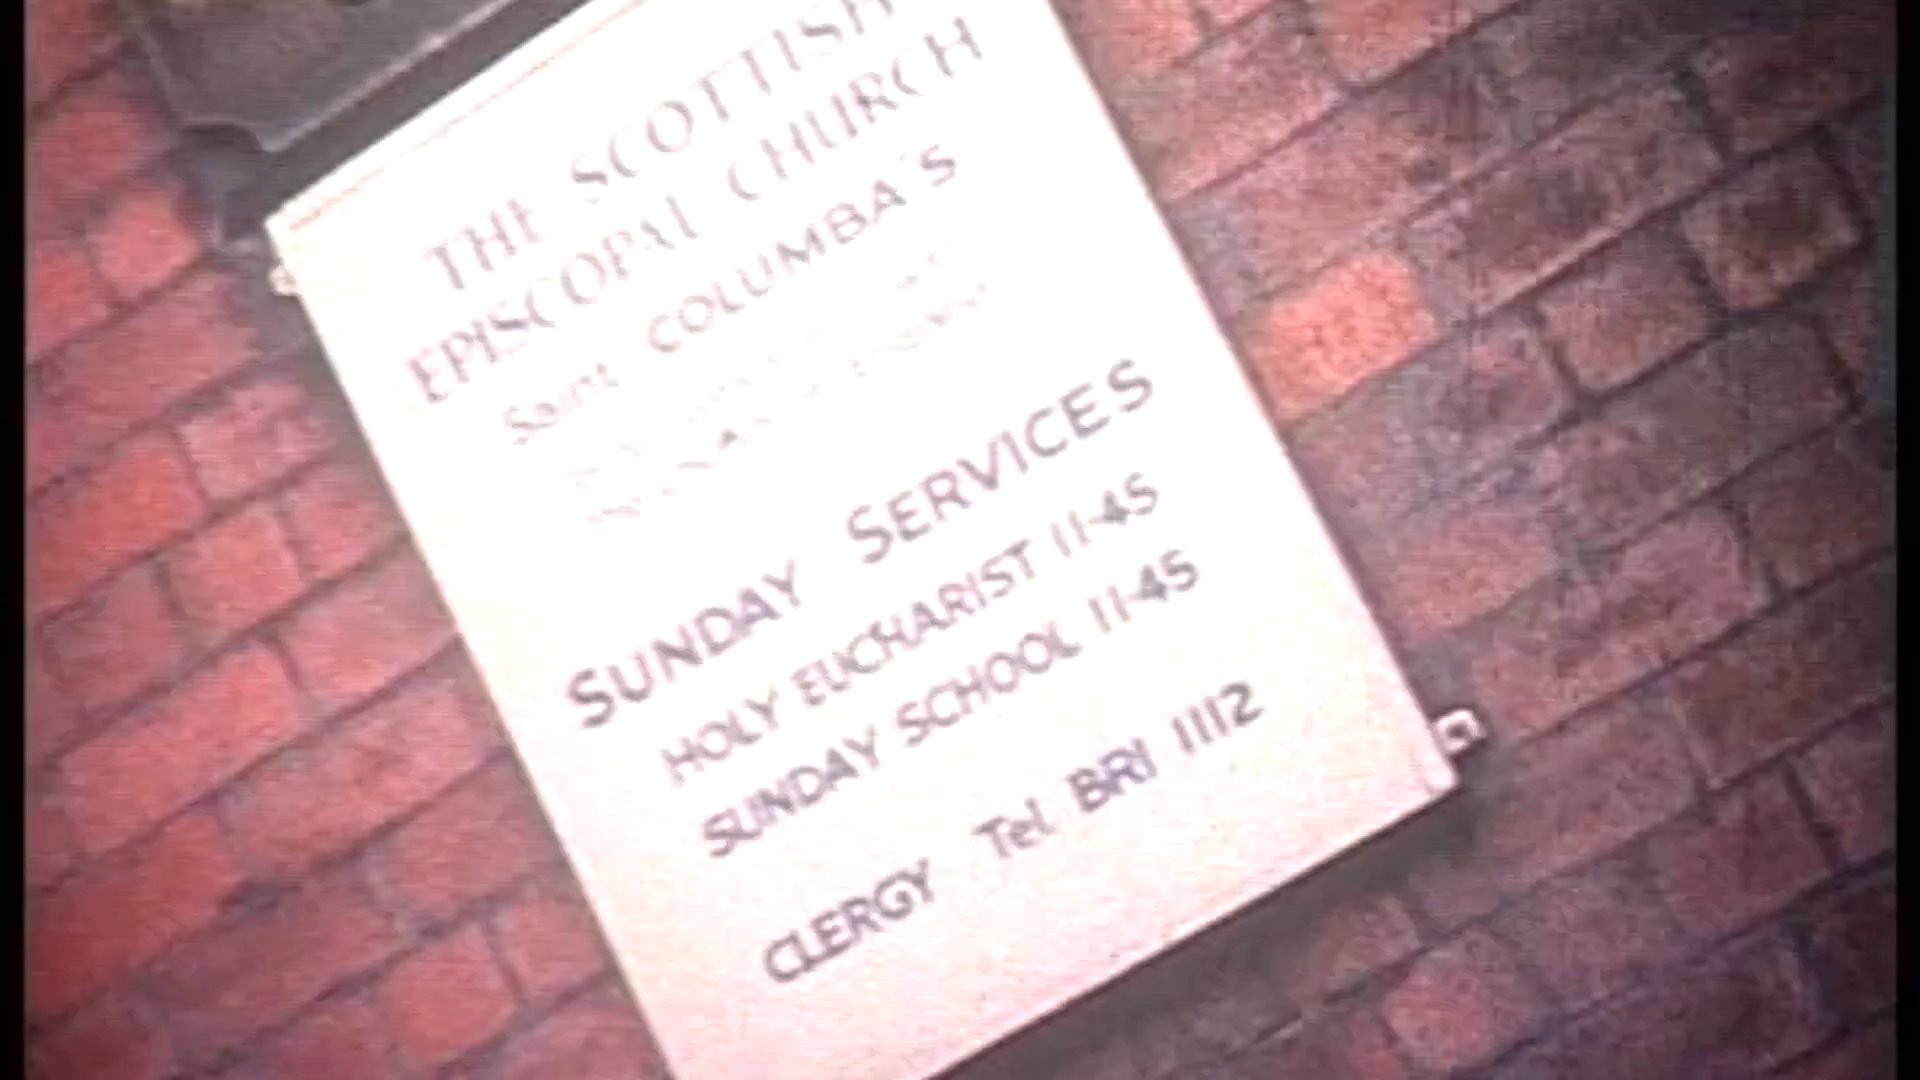 THE SCOTTISH
EPISCOPAL CHURCH
Saint COLUMBA'S
SUNDAY SERVICES
HOLY EUCHARIST 11-45
SUNDAY SCHOOL 11-45
CLERGY Tel BRI 1112